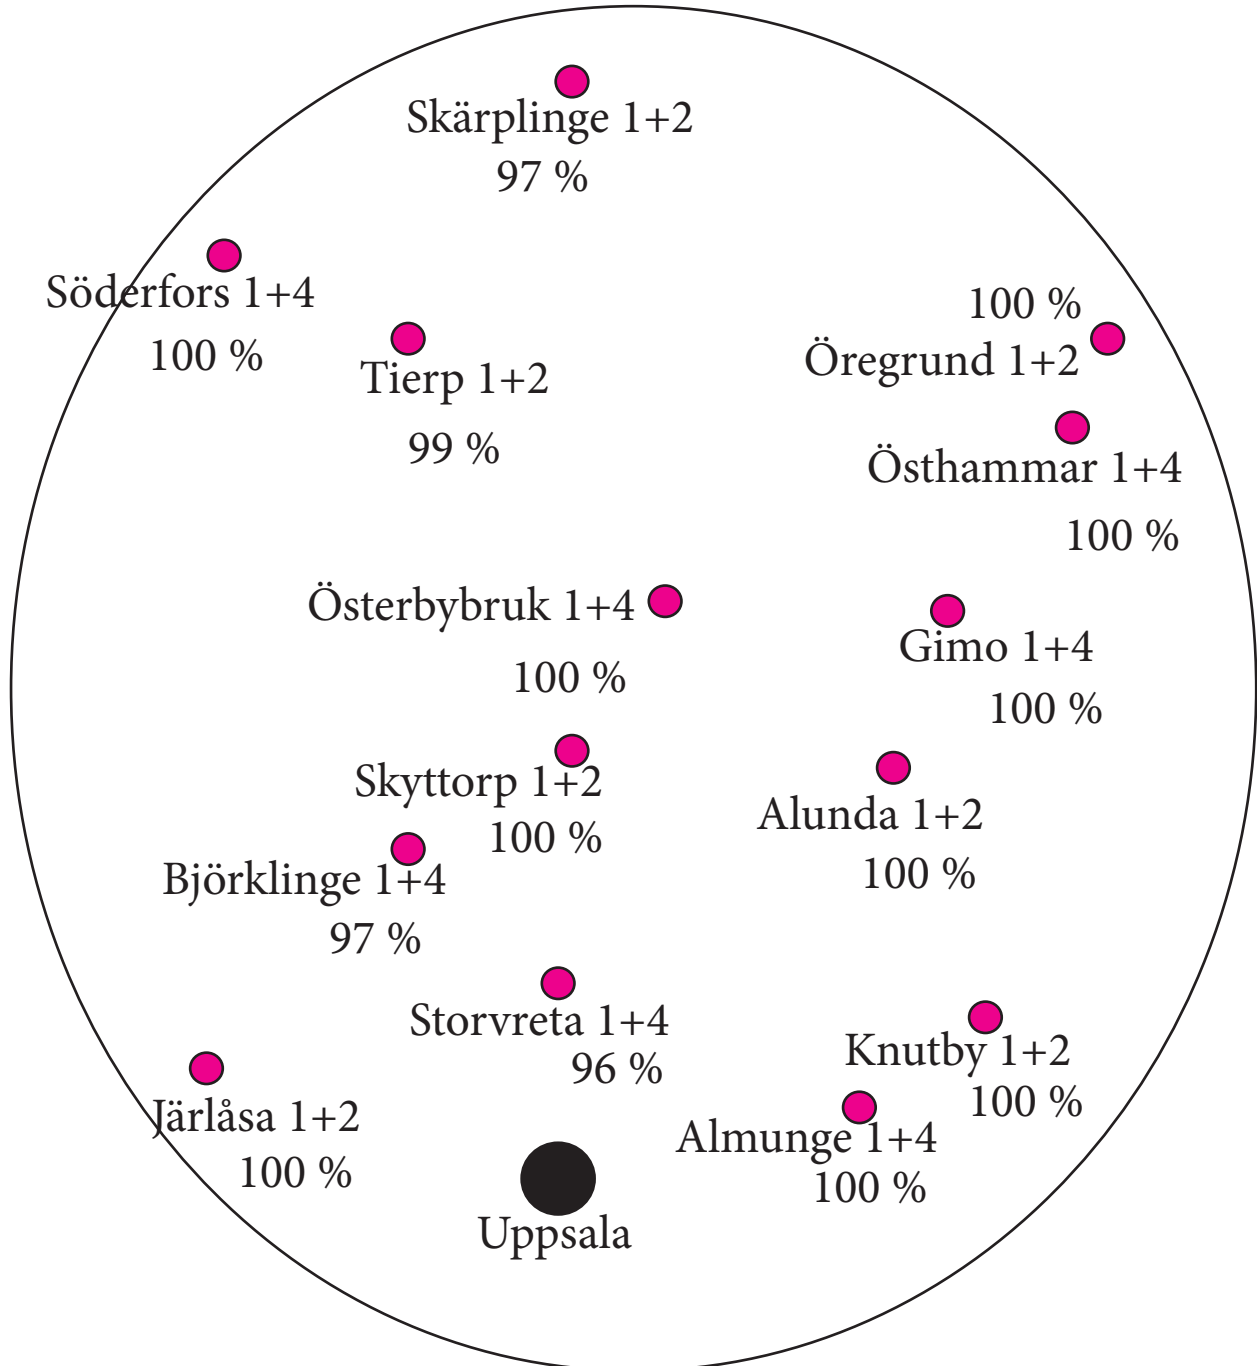 Skärplinge 1+2
97 %
Söderfors 1+4
100 %
Tierp 1+2
99 %
100 %
Öregrund 1+2
Östhammar 1+4
100 %
Österbybruk 1+4
100 %
Gimo 1+4
100 %
Skyttorp 1+2
100 %
Alunda 1+2
100 %
Björklinge 1+4
97 %
Storvreta 1+4
96 %
Knutby 1+2
100 %
Järlåsa 1+2
100 %
Almunge 1+4
100 %
Uppsala